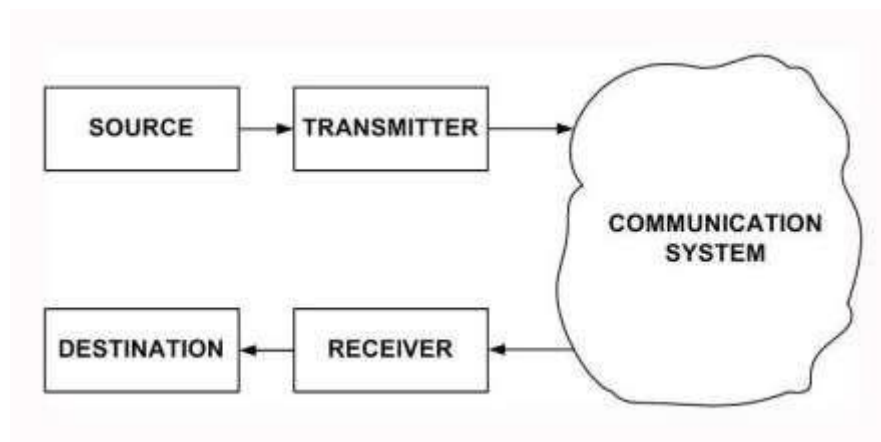 SOURCE
TRANSMITTER
COMMUNICATION
SYSTEM
DESTINATION
RECEIVER